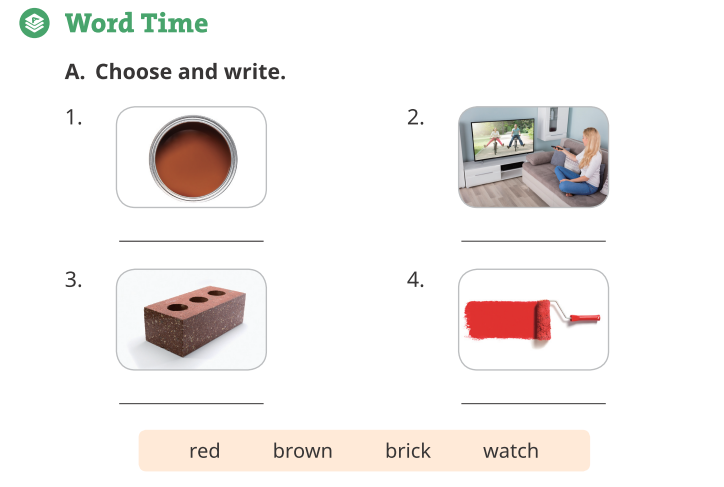 Word Time
A. Choose and write.
1.
2.
3.
4.
red brown brick watch